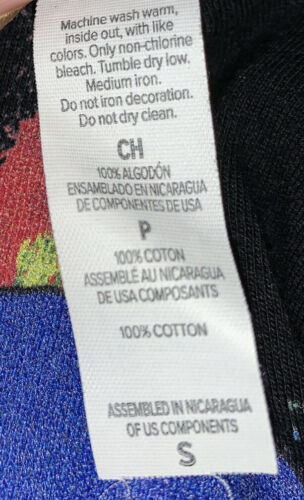 Machine wash warm,
inside out, with like
colors. Only non-chlorine
bleach. Tumble dry low.
Medium iron.
Do not iron decoration.
Do not dry clean.
CH
100% ALGODÓN
ENSAMBLADO EN NICARAGUA
DE COMPONENTES DE USA
P
100% COTON
ASSEMBLÉ AU NICARAGUA
DE USA COMPOSANTS
100% COTTON
ASSEMBLED IN NICARAGUA
OF US COMPONENTS
S